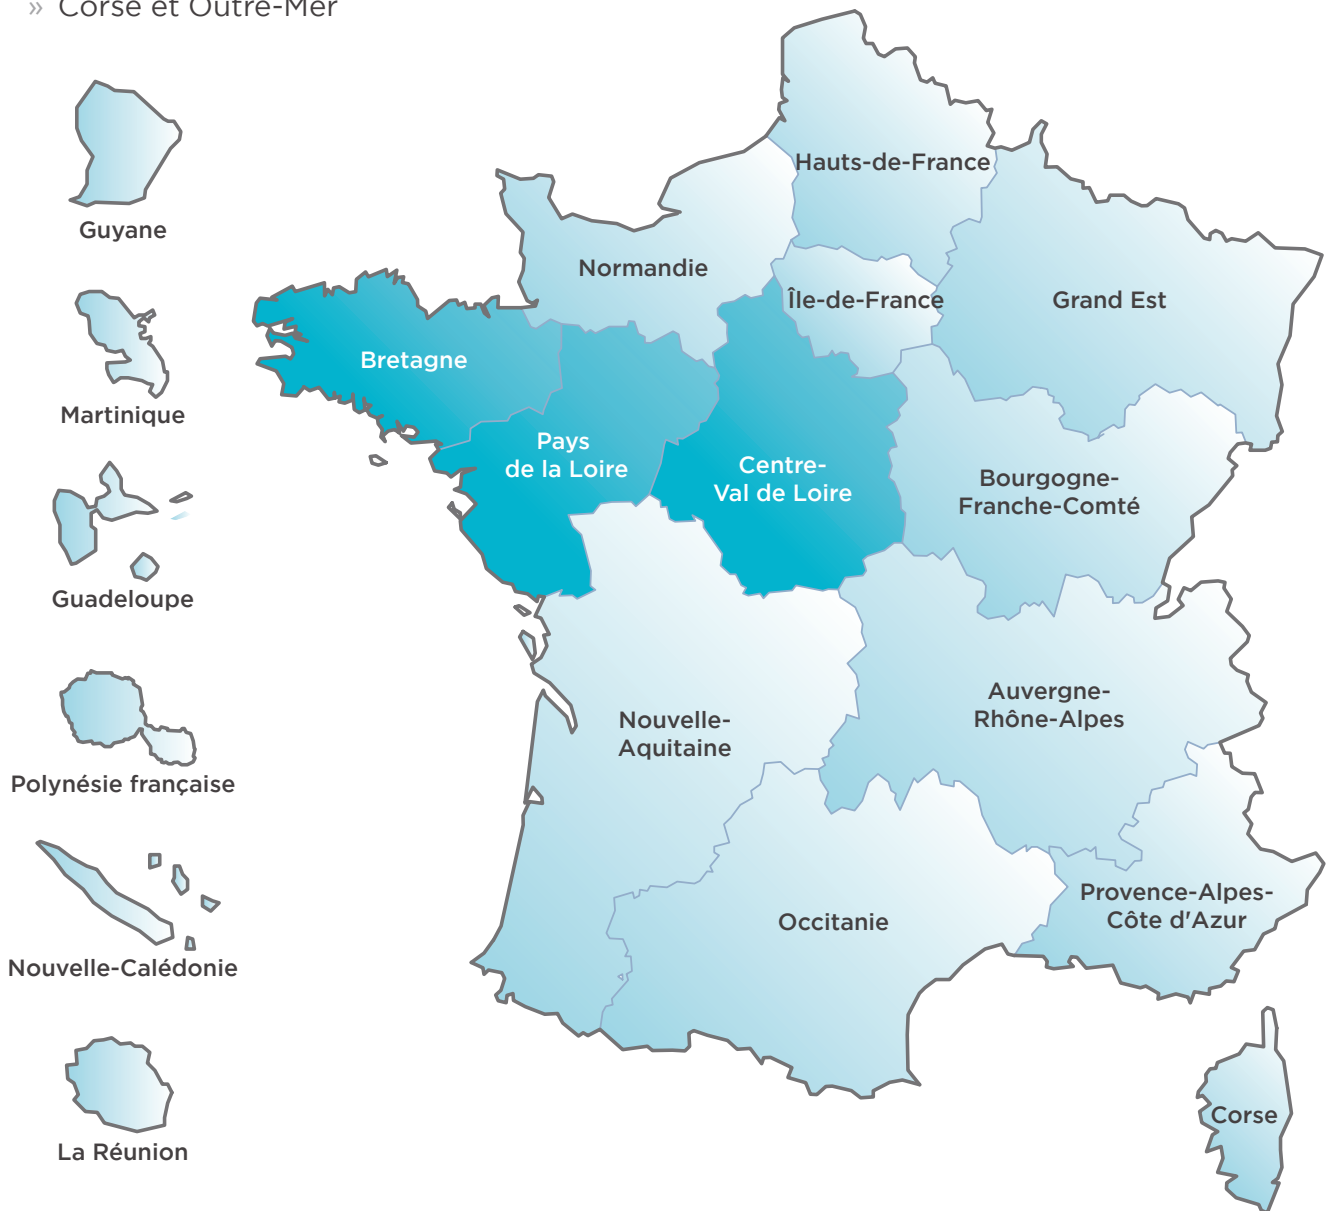 » Corse et Outre-Mer
Guyane
Martinique
Guadeloupe
Polynésie française
Nouvelle-Calédonie
La Réunion
Hauts-de-France
Normandie
Île-de-France
Grand Est
Bretagne
Pays
de la Loire
Centre-
Val de Loire
Bourgogne-
Franche-Comté
Nouvelle-
Aquitaine
Auvergne-
Rhône-Alpes
Occitanie
Provence-Alpes-
Côte d'Azur
Corse